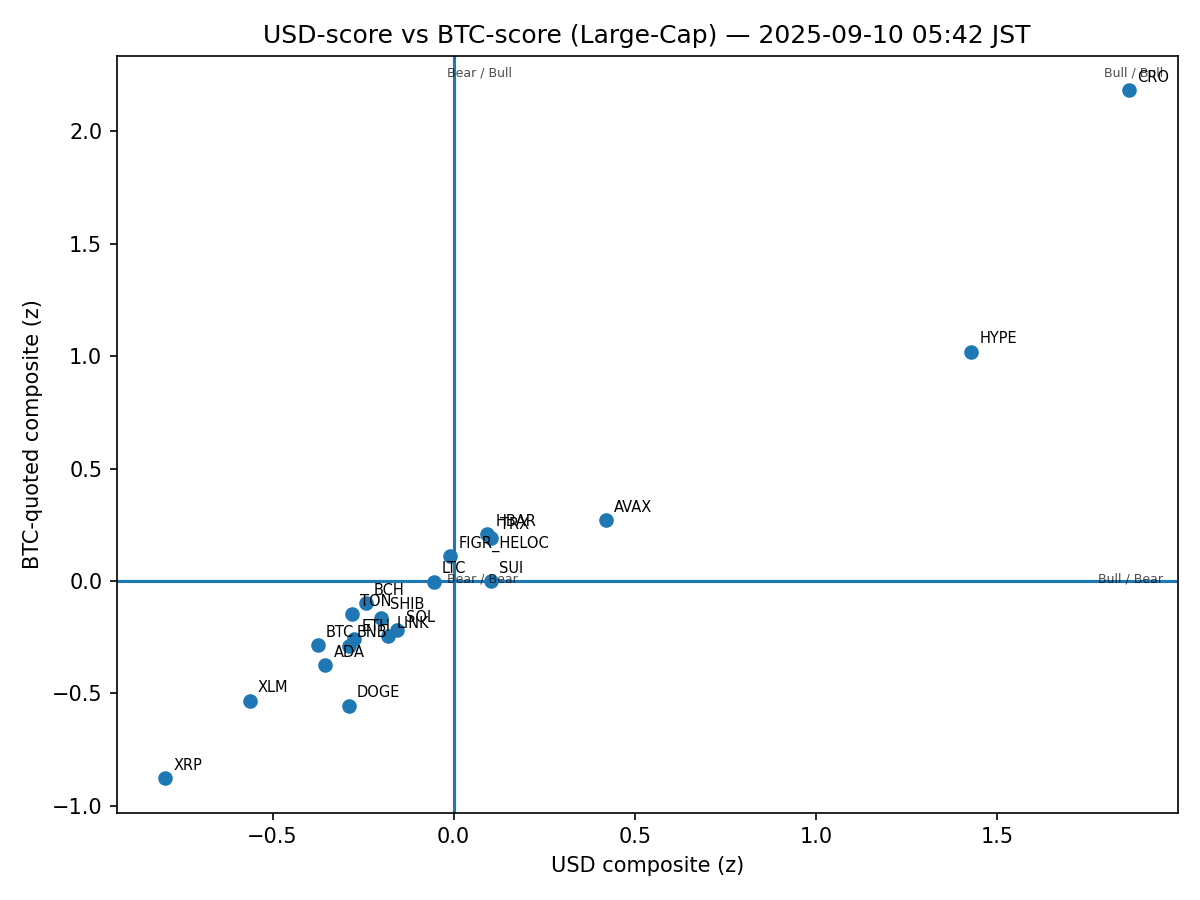 USD-score vs BTC-score (Large-Cap) — 2025-09-10 05:42 JST
Bear / Bull
Bull / Bull
CRO
2.0
1.5
HYPE
1.0
0.5
AVAX
HBAR
TRX
FIGR_HELOC
LTC
SUI
0.0
Bear / Bear
Bull / Bear
BCH
TON
SHIB
SOL
LINK
ETH
BTC
BNB
ADA
XLM
DOGE
−0.5
XRP
−1.0
−0.5
0.0
0.5
1.0
1.5
USD composite (z)
BTC-quoted composite (z)